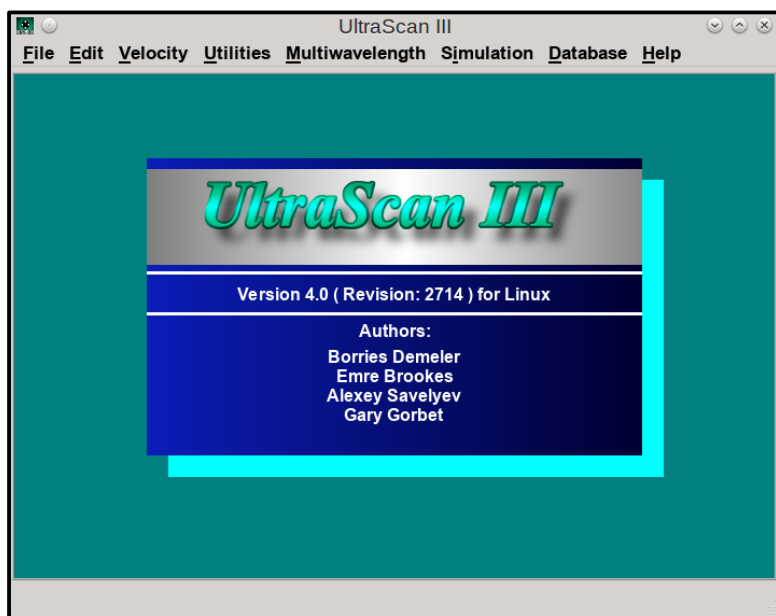 UltraScan III
File Edit Velocity Utilities Multiwavelength Simulation Database Help
UltraScan III
Version 4.0 ( Revision: 2714 ) for Linux
Authors:
Borries Demeler
Emre Brookes
Alexey Savelyev
Gary Gorbet